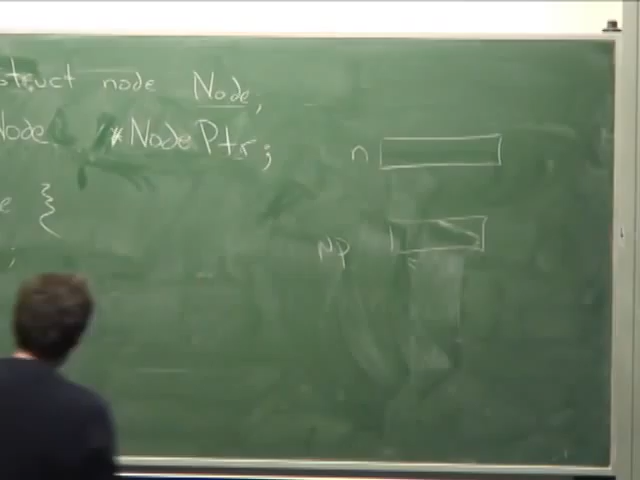 struct node Node;
Node *NodePtr;
n
e {
NP
;